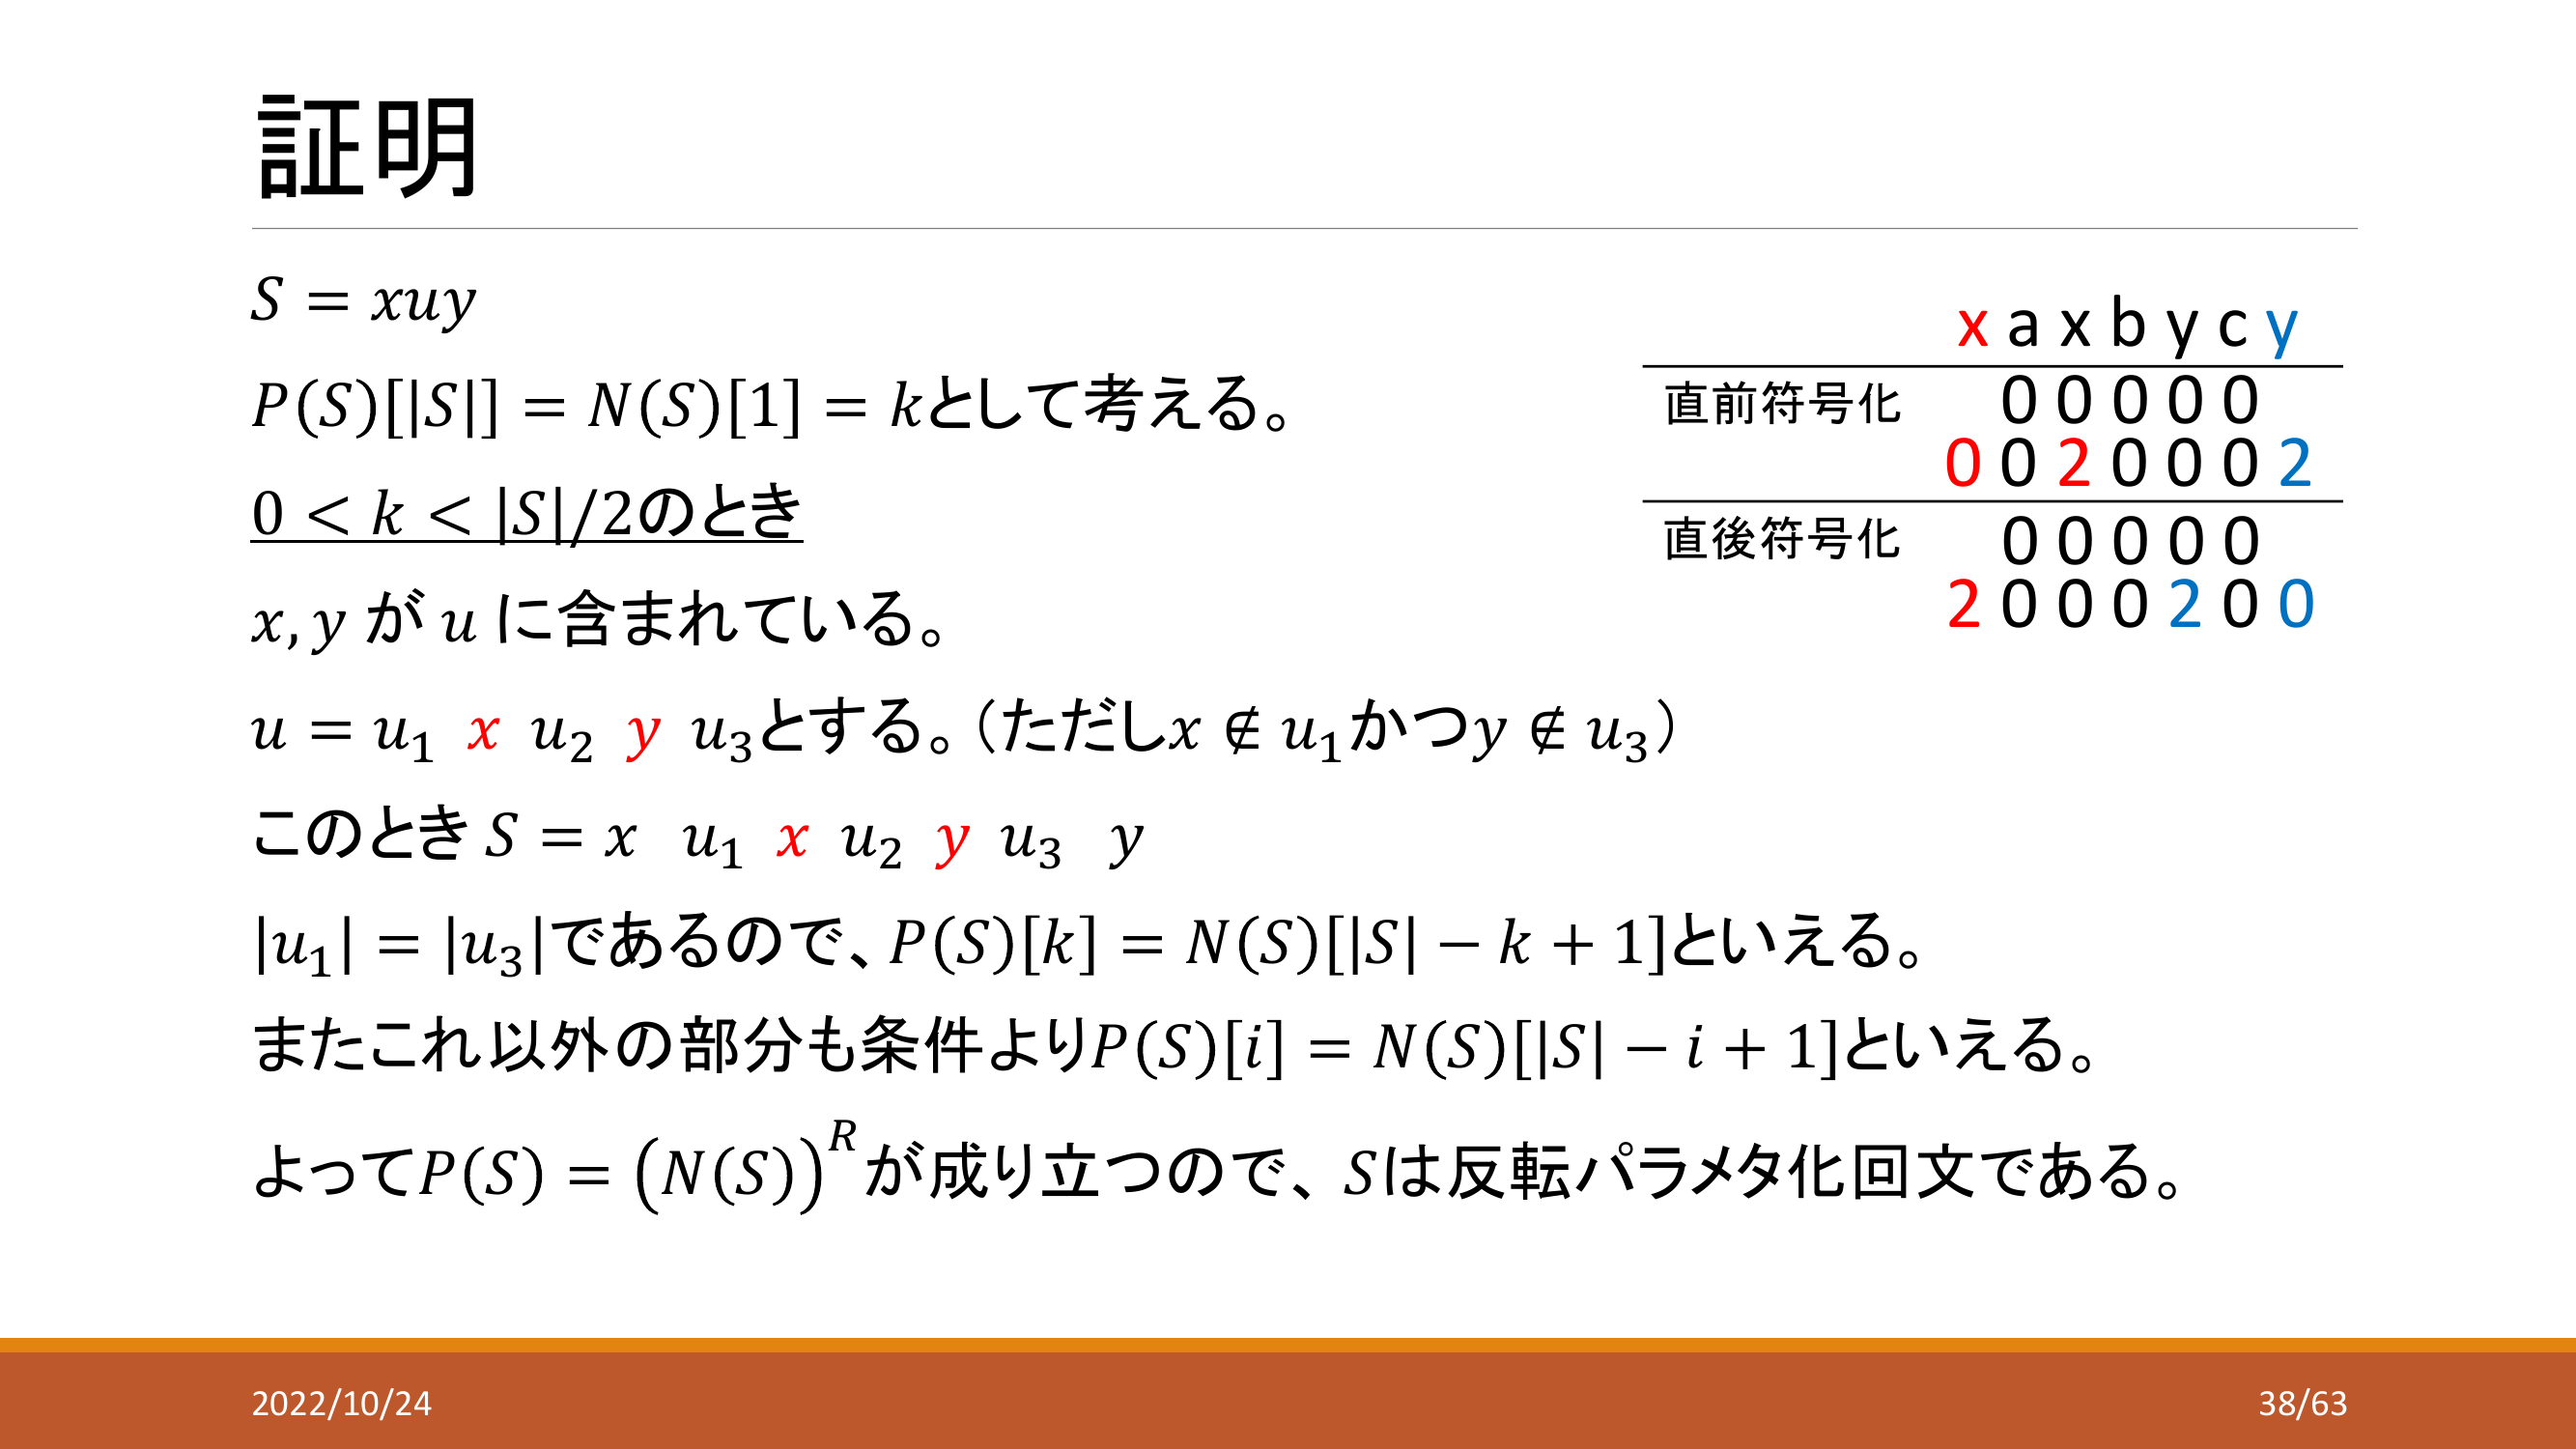 証明
𝑆 = 𝑥𝑢𝑦
𝑃(𝑆)[|𝑆|] = 𝑁(𝑆)[1] = 𝑘として考える。
0 < 𝑘 < |𝑆|/2のとき
𝑥, 𝑦 が 𝑢 に含まれている。
𝑢 = 𝑢₁ 𝑥 𝑢₂ 𝑦 𝑢₃とする。（ただし𝑥 ∉ 𝑢₁かつ𝑦 ∉ 𝑢₃）
このとき 𝑆 = 𝑥 𝑢₁ 𝑥 𝑢₂ 𝑦 𝑢₃ 𝑦
|𝑢₁| = |𝑢₃|であるので、𝑃(𝑆)[𝑘] = 𝑁(𝑆)[|𝑆| − 𝑘 + 1]といえる。
またこれ以外の部分も条件より𝑃(𝑆)[𝑖] = 𝑁(𝑆)[|𝑆| − 𝑖 + 1]といえる。
よって𝑃(𝑆) = (𝑁(𝑆))ᴿが成り立つので、 𝑆は反転パラメタ化回文である。
x a x b y c y
直前符号化 0 0 0 0 0
0 0 2 0 0 0 2
直後符号化 0 0 0 0 0
2 0 0 0 2 0 0
2022/10/24
38/63